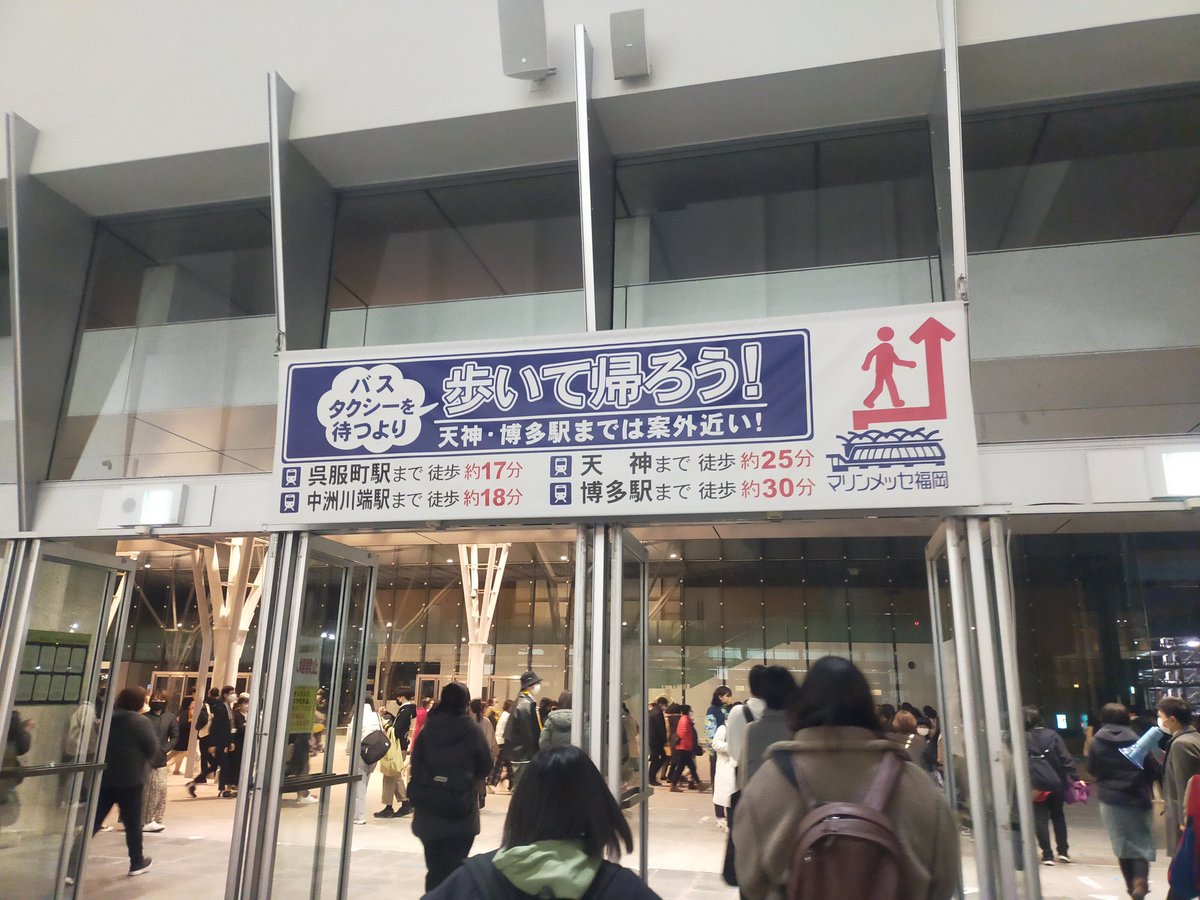 バス
タクシーを
待つより
歩いて帰ろう!
天神・博多駅までは案外近い!
呉服町駅まで 徒歩 約17分
中洲川端駅まで 徒歩 約18分
天　神まで 徒歩 約25分
博多駅まで 徒歩 約30分
マリンメッセ福岡